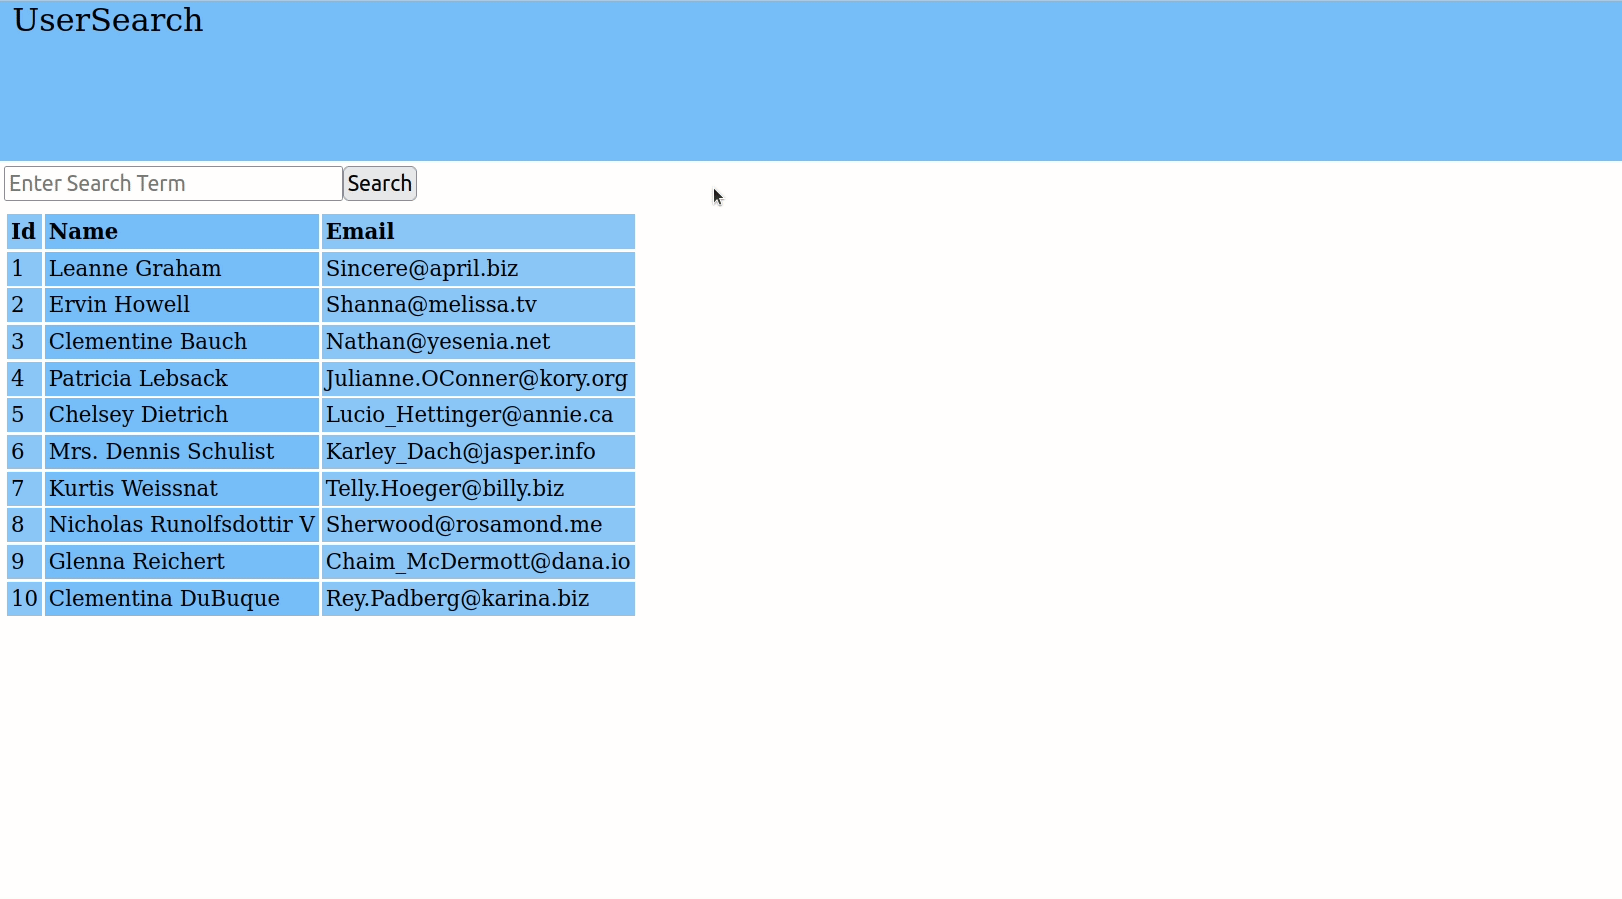 UserSearch
Enter Search Term Search
Id Name Email
1 Leanne Graham Sincere@april.biz
2 Ervin Howell Shanna@melissa.tv
3 Clementine Bauch Nathan@yesenia.net
4 Patricia Lebsack Julianne.OConner@kory.org
5 Chelsey Dietrich Lucio_Hettinger@annie.ca
6 Mrs. Dennis Schulist Karley_Dach@jasper.info
7 Kurtis Weissnat Telly.Hoeger@billy.biz
8 Nicholas Runolfsdottir V Sherwood@rosamond.me
9 Glenna Reichert Chaim_McDermott@dana.io
10 Clementina DuBuque Rey.Padberg@karina.biz